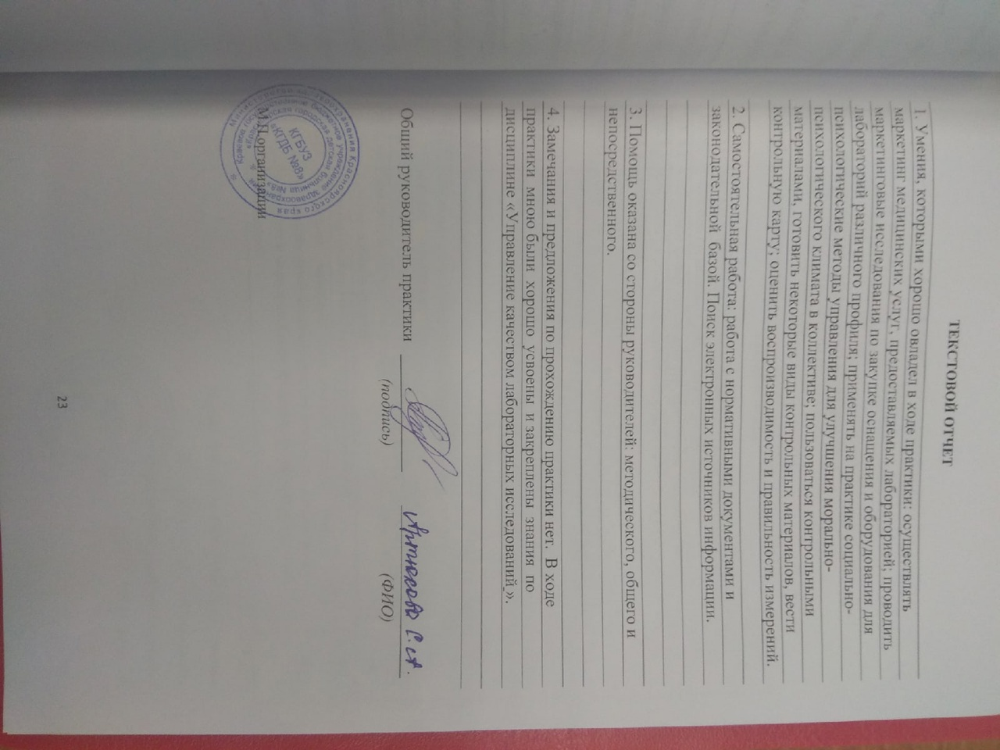 ТЕКСТОВОЙ ОТЧЕТ
1. Умения, которыми хорошо овладел в ходе практики: осуществлять
маркетинг медицинских услуг, предоставляемых лабораторией; проводить
маркетинговые исследования по закупке оснащения и оборудования для
лабораторий различного профиля; применять на практике социально-
психологические методы управления для улучшения морально-
психологического климата в коллективе; пользоваться контрольными
материалами, готовить некоторые виды контрольных материалов, вести
контрольную карту; оценить воспроизводимость и правильность измерений.
2. Самостоятельная работа: работа с нормативными документами и
законодательной базой. Поиск электронных источников информации.
3. Помощь оказана со стороны руководителей: методического, общего и
непосредственного.
4. Замечания и предложения по прохождению практики нет. В ходе
практики мною были хорошо усвоены и закреплены знания по
дисциплине «Управление качеством лабораторных исследований ».
Общий руководитель практики
(подпись) (ФИО)
М.П.организации
Министерство здравоохранения Красноярского края
КГБУЗ
«КГДБ №8»
23